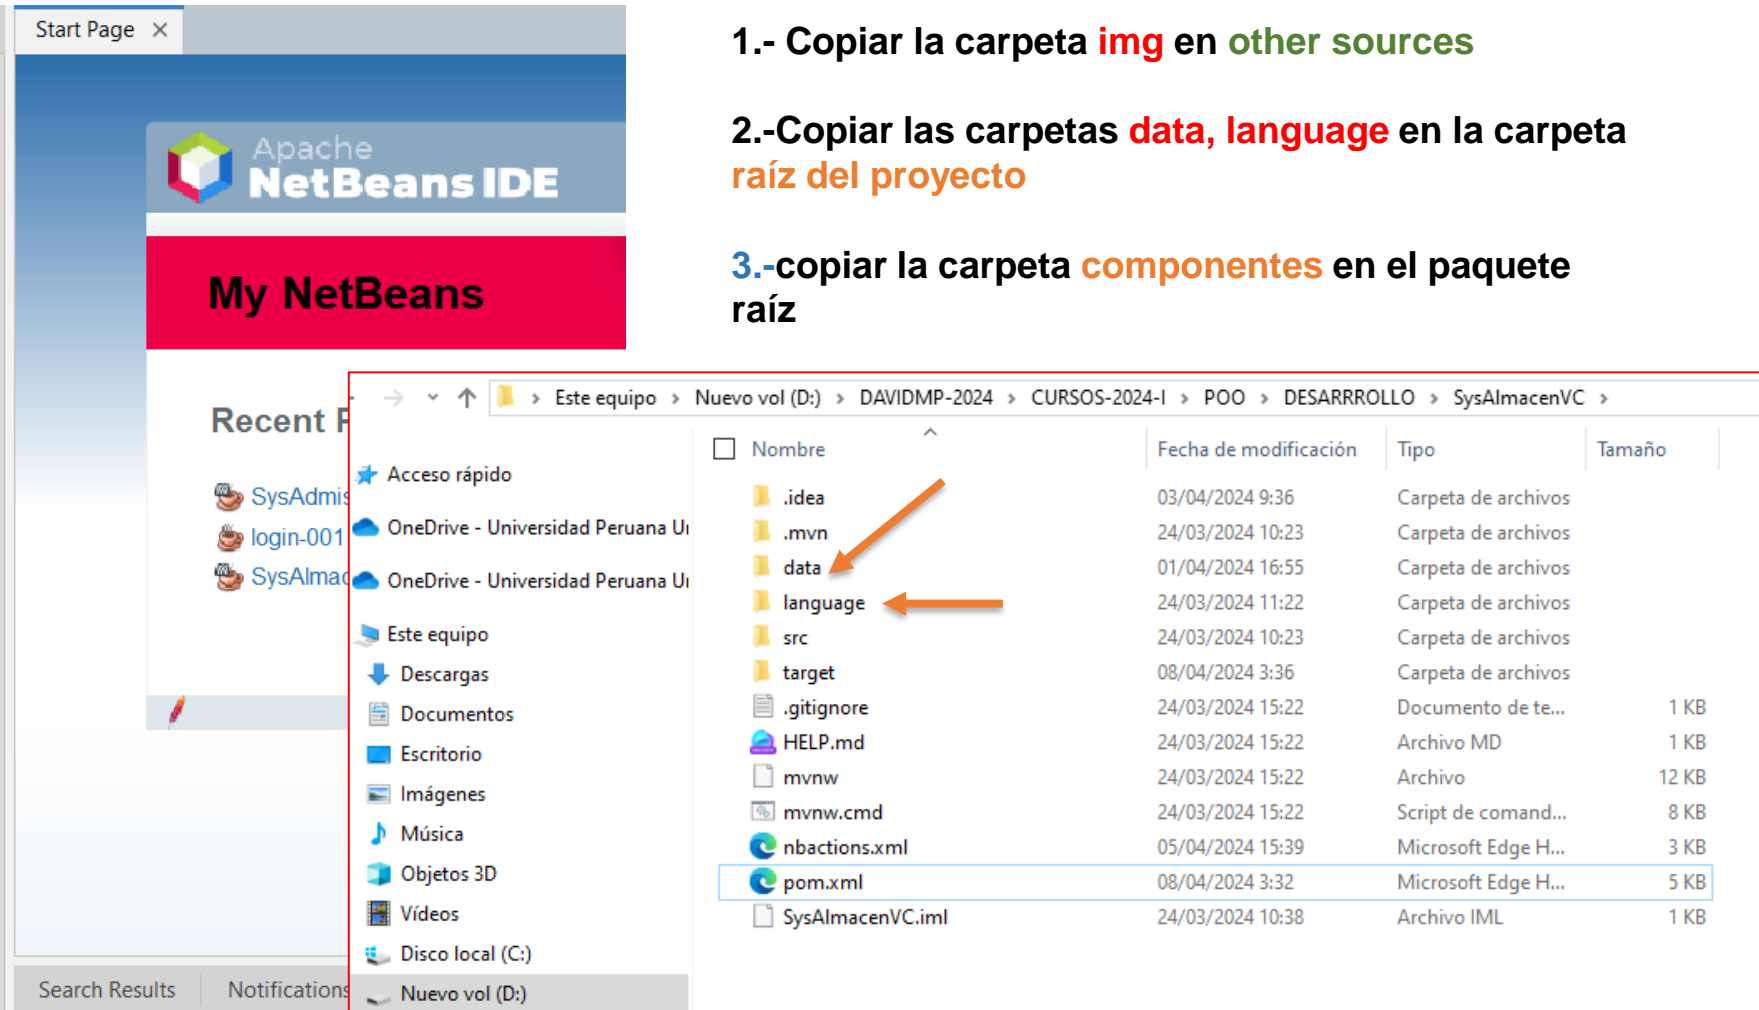 Start Page
1.- Copiar la carpeta img en other sources
2.-Copiar las carpetas data, language en la carpeta
raíz del proyecto
3.-copiar la carpeta componentes en el paquete
raíz
Apache
NetBeans IDE
My NetBeans
Recent P
SysAdmis
login-001
SysAlmac
Este equipo > Nuevo vol (D:) > DAVIDMP-2024 > CURSOS-2024-I > POO > DESARRROLLO > SysAlmacenVC >
Acceso rápido
OneDrive - Universidad Peruana Ui
OneDrive - Universidad Peruana Ui
Este equipo
Descargas
Documentos
Escritorio
Imágenes
Música
Objetos 3D
Vídeos
Disco local (C:)
Nuevo vol (D:)
Nombre Fecha de modificación Tipo Tamaño
.idea 03/04/2024 9:36 Carpeta de archivos
.mvn 24/03/2024 10:23 Carpeta de archivos
data 01/04/2024 16:55 Carpeta de archivos
language 24/03/2024 11:22 Carpeta de archivos
src 24/03/2024 10:23 Carpeta de archivos
target 08/04/2024 3:36 Carpeta de archivos
.gitignore 24/03/2024 15:22 Documento de te... 1 KB
HELP.md 24/03/2024 15:22 Archivo MD 1 KB
mvnw 24/03/2024 15:22 Archivo 12 KB
mvnw.cmd 24/03/2024 15:22 Script de comand... 8 KB
nbactions.xml 05/04/2024 15:39 Microsoft Edge H... 3 KB
pom.xml 08/04/2024 3:32 Microsoft Edge H... 5 KB
SysAlmacenVC.iml 24/03/2024 10:38 Archivo IML 1 KB
Search Results Notifications